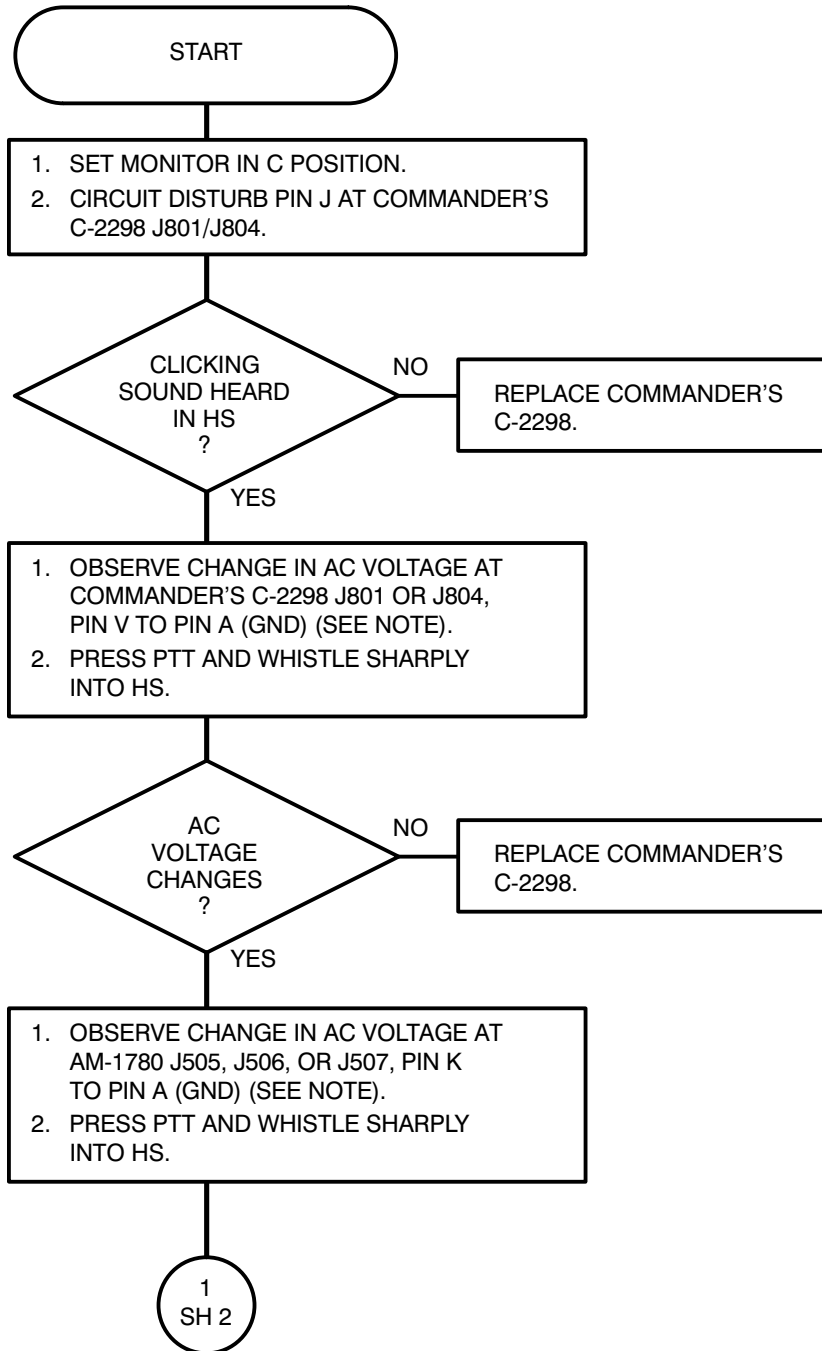 START
1. SET MONITOR IN C POSITION.
2. CIRCUIT DISTURB PIN J AT COMMANDER'S
C-2298 J801/J804.
CLICKING
SOUND HEARD
IN HS
?
NO
REPLACE COMMANDER'S
C-2298.
YES
1. OBSERVE CHANGE IN AC VOLTAGE AT
COMMANDER'S C-2298 J801 OR J804,
PIN V TO PIN A (GND) (SEE NOTE).
2. PRESS PTT AND WHISTLE SHARPLY
INTO HS.
AC
VOLTAGE
CHANGES
?
NO
REPLACE COMMANDER'S
C-2298.
YES
1. OBSERVE CHANGE IN AC VOLTAGE AT
AM-1780 J505, J506, OR J507, PIN K
TO PIN A (GND) (SEE NOTE).
2. PRESS PTT AND WHISTLE SHARPLY
INTO HS.
1
SH 2